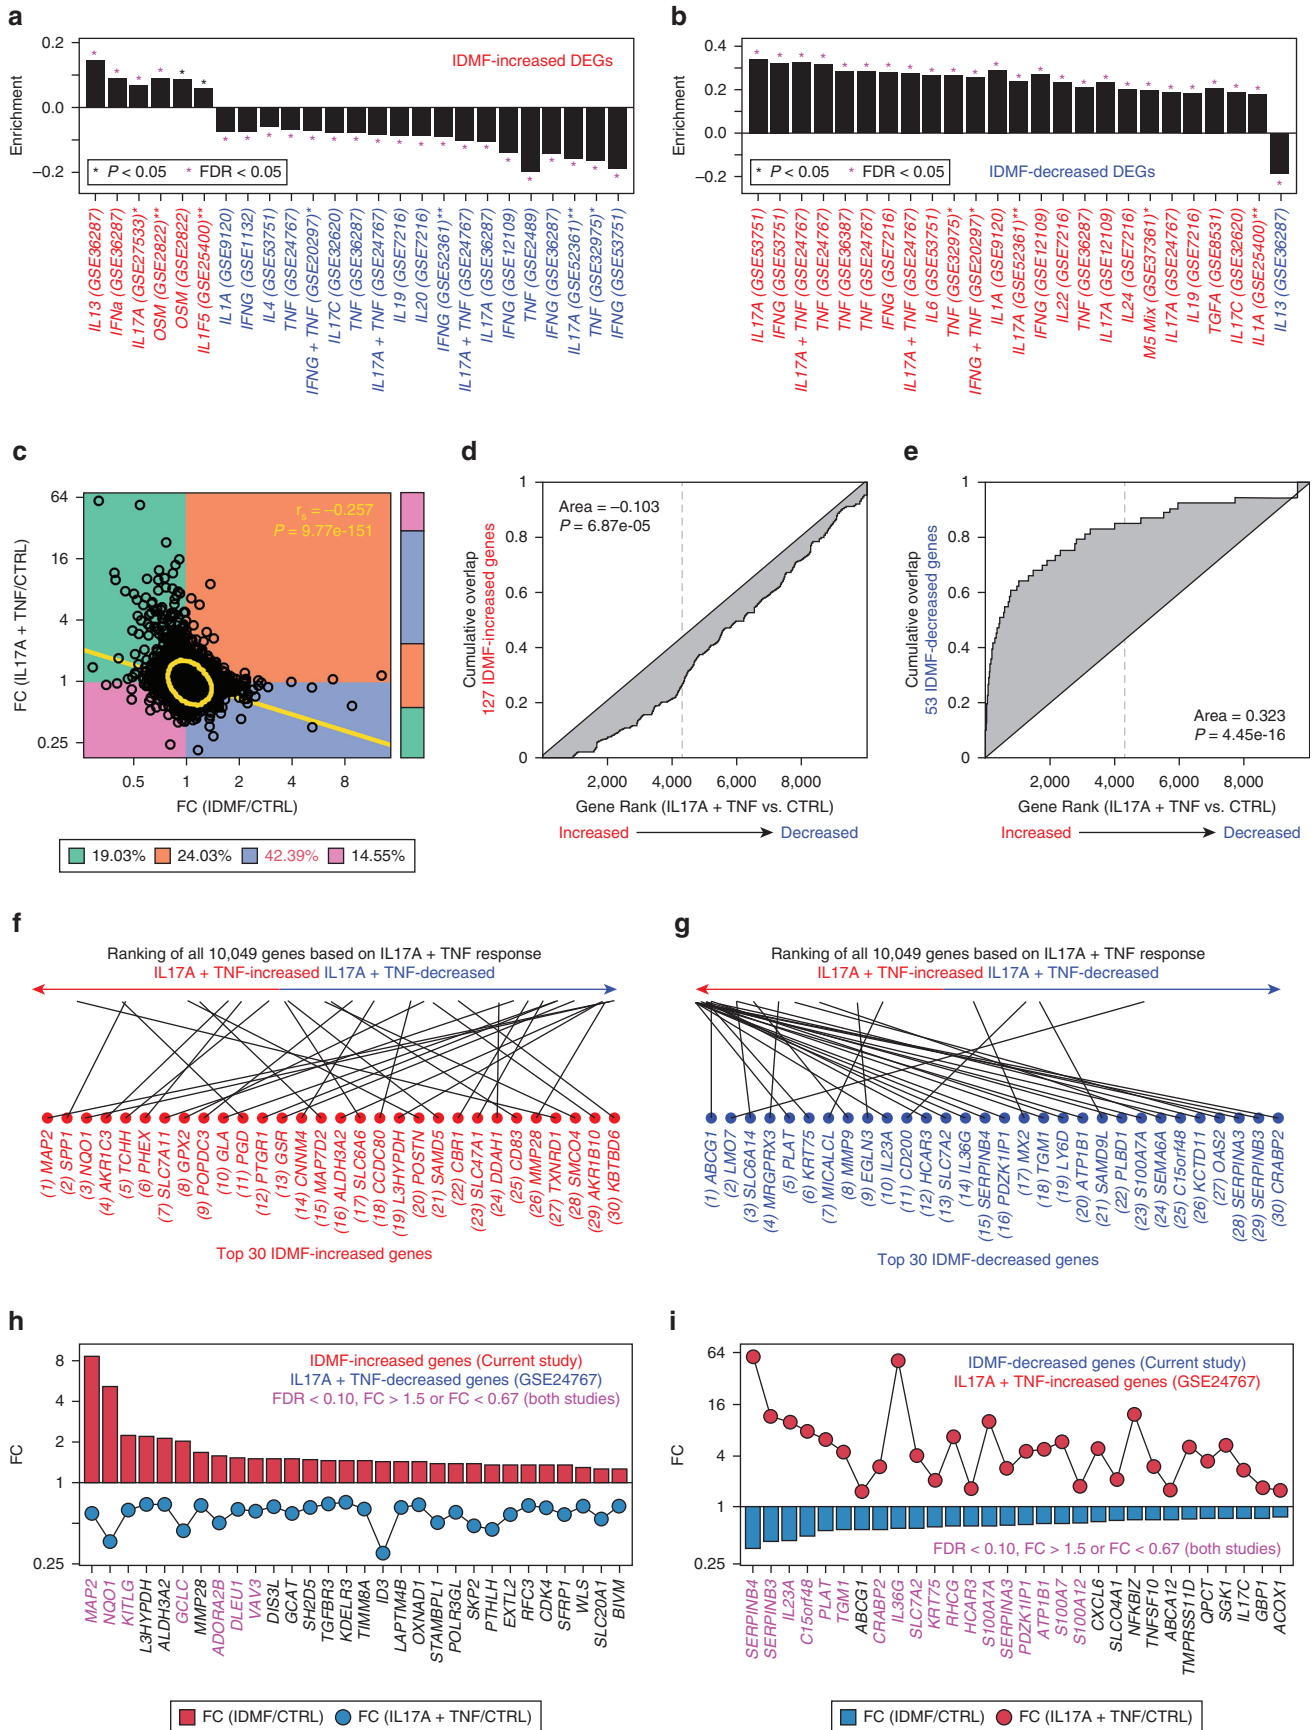 a
0.2
0.0
−0.2
Enrichment
IDMF-increased DEGs
* P < 0.05 * FDR < 0.05
IL13 (GSE36287)
IFNa (GSE36287)
IL17A (GSE27533)*
OSM (GSE2822)**
OSM (GSE2822)
IL1F5 (GSE25400)**
IL1A (GSE9120)
IFNG (GSE1132)
IL4 (GSE53751)
TNF (GSE24767)
IFNG + TNF (GSE20297)*
IL17C (GSE32620)
TNF (GSE36287)
IL17A + TNF (GSE24767)
IL19 (GSE7216)
IL20 (GSE7216)
IFNG (GSE52361)**
IL17A + TNF (GSE24767)
IL17A (GSE36287)
IFNG (GSE12109)
TNF (GSE2489)
IFNG (GSE36287)
IL17A (GSE52361)**
TNF (GSE32975)*
IFNG (GSE53751)
b
0.4
0.2
0.0
−0.2
Enrichment
IDMF-decreased DEGs
* P < 0.05 * FDR < 0.05
IL17A (GSE53751)
IFNG (GSE53751)
IL17A + TNF (GSE24767)
TNF (GSE24767)
TNF (GSE36387)
TNF (GSE24767)
IFNG (GSE7216)
IL17A + TNF (GSE24767)
IL6 (GSE53751)
TNF (GSE32975)*
IFNG + TNF (GSE20297)*
IL1A (GSE9120)
IL17A (GSE52361)**
IFNG (GSE12109)
IL22 (GSE7216)
TNF (GSE36287)
IL17A (GSE12109)
IL24 (GSE7216)
M5 Mix (GSE37361)*
IL17A (GSE7216)
IL19 (GSE7216)
TGFA (GSE8531)
IL17C (GSE32620)
IL1A (GSE25400)**
IL13 (GSE36287)
c
64
16
4
1
0.25
FC (IL17A + TNF/CTRL)
rs = −0.257
P = 9.77e-151
0.5 1 2 4 8
FC (IDMF/CTRL)
19.03% 24.03% 42.39% 14.55%
d
1
0.8
0.6
0.4
0.2
0
Cumulative overlap
127 IDMF-increased genes
Area = −0.103
P = 6.87e-05
2,000 4,000 6,000 8,000
Gene Rank (IL17A + TNF vs. CTRL)
Increased Decreased
e
1
0.8
0.6
0.4
0.2
0
Cumulative overlap
53 IDMF-decreased genes
Area = 0.323
P = 4.45e-16
2,000 4,000 6,000 8,000
Gene Rank (IL17A + TNF vs. CTRL)
Increased Decreased
f
Ranking of all 10,049 genes based on IL17A + TNF response
IL17A + TNF-increased IL17A + TNF-decreased
(1) MAP2
(2) SPP1
(3) NQO1
(4) AKR1C3
(5) TCHH
(6) PHEX
(7) SLC7A11
(8) GPX2
(9) POPDC3
(10) GLA
(11) PGD
(12) PTGR1
(13) GSR
(14) CNNM4
(15) MAP7D2
(16) ALDH3A2
(17) SLC6A6
(18) CCDC80
(19) L3HYPDH
(20) POSTN
(21) SAMD5
(22) CBR1
(23) SLC47A1
(24) DDAH1
(25) CD83
(26) MMP28
(27) TXNRD1
(28) SMCO4
(29) AKR1B10
(30) KBTBD6
Top 30 IDMF-increased genes
g
Ranking of all 10,049 genes based on IL17A + TNF response
IL17A + TNF-increased IL17A + TNF-decreased
(1) ABCG1
(2) LMO7
(3) SLC6A14
(4) MRGPRX3
(5) PLAT
(6) KRT75
(7) MICALCL
(8) MMP9
(9) EGLN3
(10) IL23A
(11) CD200
(12) HCAR3
(13) SLC7A2
(14) IL36G
(15) SERPINB4
(16) PDZK1IP1
(17) MX2
(18) TGM1
(19) LY6D
(20) ATP1B1
(21) SAMD9L
(22) PLBD1
(23) S100A7A
(24) SEMA6A
(25) C15orf48
(26) KCTD11
(27) OAS2
(28) SERPINA3
(29) SERPINB3
(30) CRABP2
Top 30 IDMF-decreased genes
h
8
4
2
1
0.25
FC
IDMF-increased genes (Current study)
IL17A + TNF-decreased genes (GSE24767)
FDR < 0.10, FC > 1.5 or FC < 0.67 (both studies)
MAP2
NQO1
KITLG
L3HYPDH
ALDH3A2
GCLC
MMP28
ADORA2B
DLEU1
VAV3
DIS3L
GCAT
SH2D5
TGFBR3
KDELR3
TIMM8A
ID3
LAPTM4B
OXNAD1
STAMBPL1
POLR3GL
SKP2
PTHLH
EXTL2
RFC3
CDK4
SFRP1
WLS
SLC20A1
BIVM
FC (IDMF/CTRL) FC (IL17A + TNF/CTRL)
i
64
16
4
1
0.25
FC
IDMF-decreased genes (Current study)
IL17A + TNF-increased genes (GSE24767)
FDR < 0.10, FC > 1.5 or FC < 0.67 (both studies)
SERPINB4
SERPINB3
IL23A
C15orf48
PLAT
TGM1
ABCG1
CRABP2
IL36G
SLC7A2
KRT75
RHCG
HCAR3
S100A7A
SERPINA3
PDZK1IP1
ATP1B1
S100A7
S100A12
CXCL6
SLCO4A1
NFKBIZ
TNFSF10
ABCA12
TMPRSS11D
QPCT
SGK1
IL17C
GBP1
ACOX1
FC (IDMF/CTRL) FC (IL17A + TNF/CTRL)